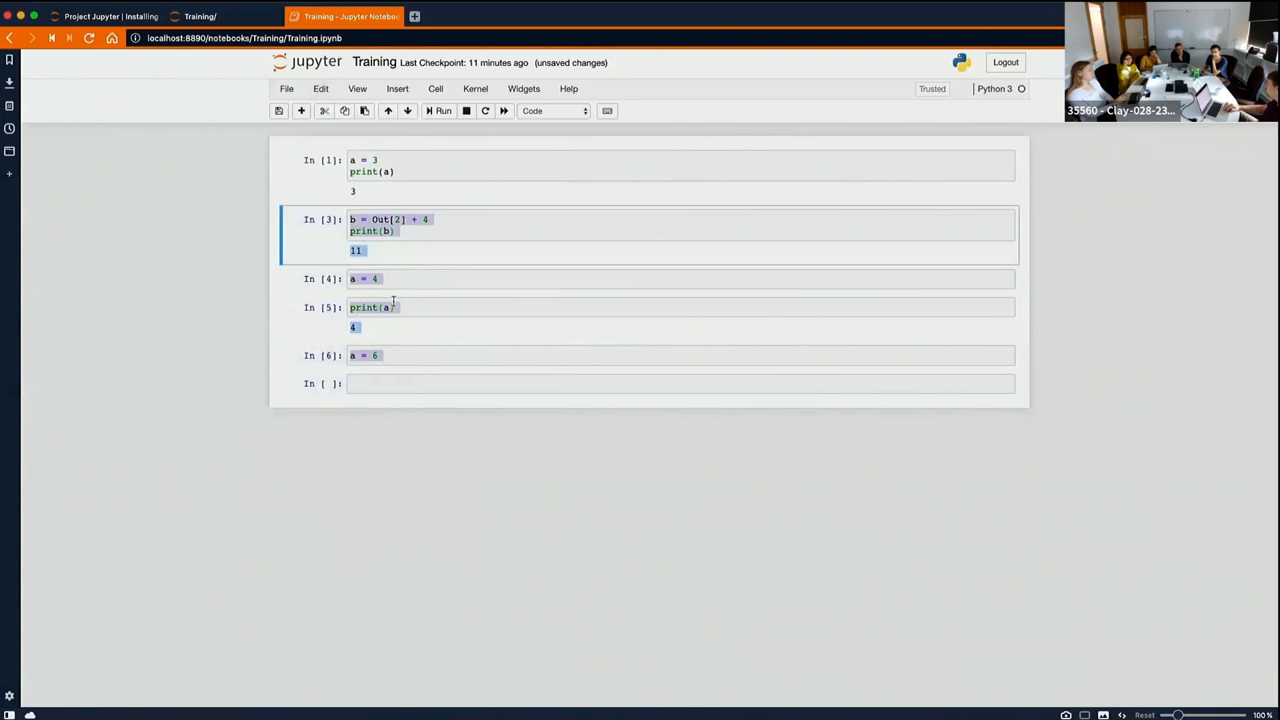 Project Jupyter | Installing
Training/
Training - Jupyter Notebo
localhost:8890/notebooks/Training/Training.ipynb
jupyter Training Last Checkpoint: 11 minutes ago (unsaved changes)
Logout
File Edit View Insert Cell Kernel Widgets Help
Trusted
Python 3
Run
Code
In [1]: a = 3
print(a)
3
In [3]: b = Out[2] + 4
print(b)
11
In [4]: a = 4
In [5]: print(a)
4
In [6]: a = 6
In [ ]:
35560 - Clay-028-23...
Reset
100 %